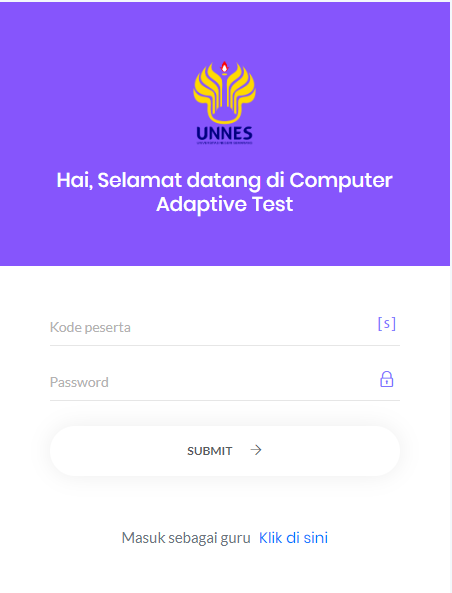 UNNES
Hai, Selamat datang di Computer
Adaptive Test
Kode peserta
[s]
Password
SUBMIT
Masuk sebagai guru Klik di sini